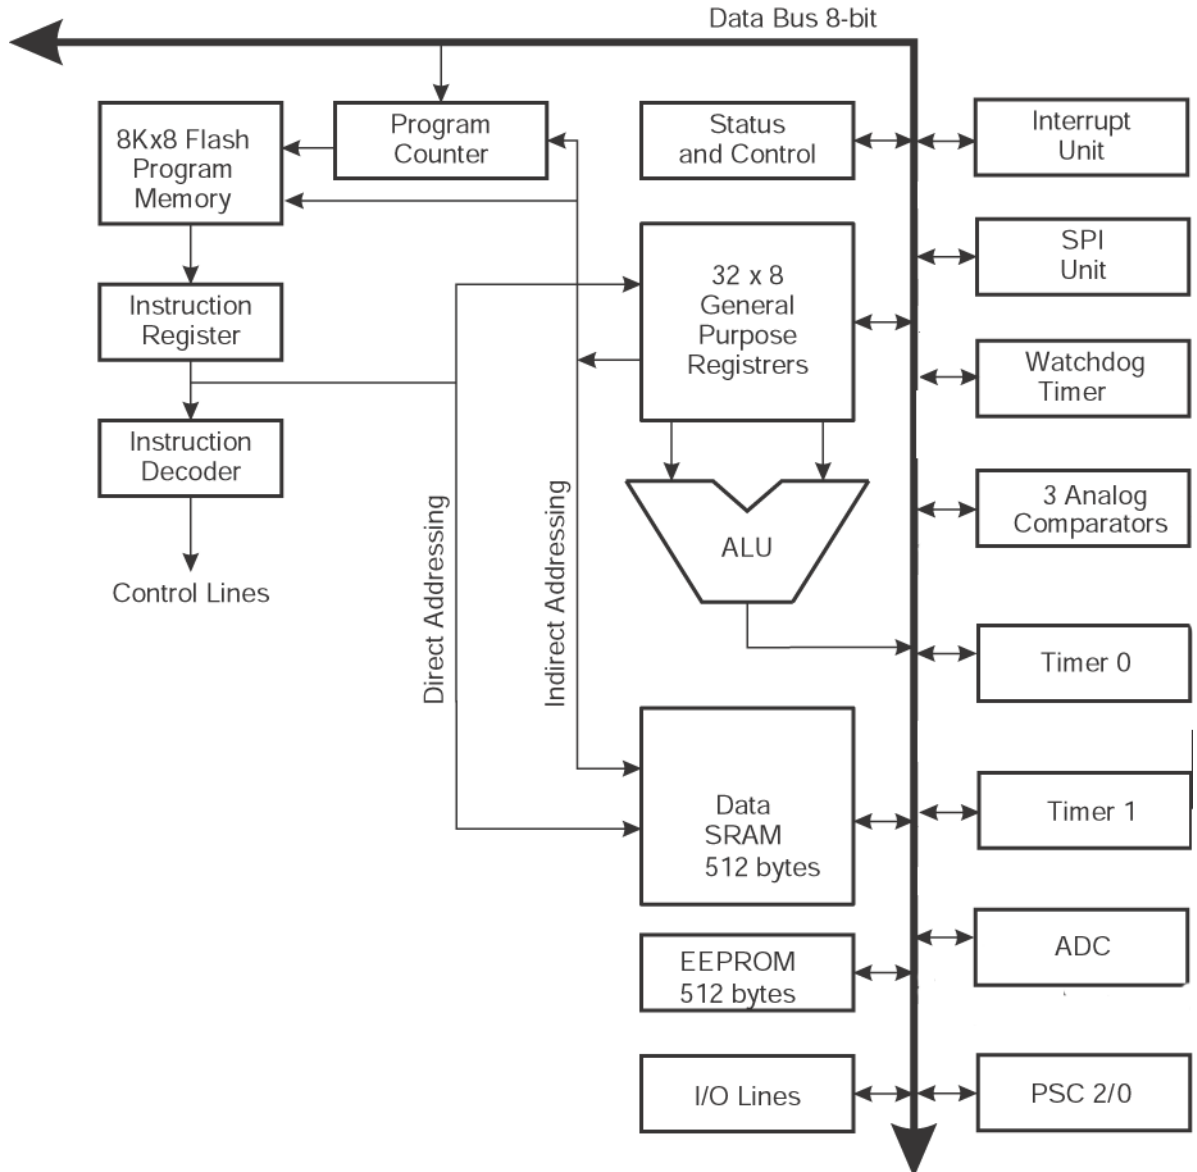 Data Bus 8-bit
8Kx8 Flash
Program
Memory
Program
Counter
Status
and Control
Interrupt
Unit
32 x 8
General
Purpose
Registrers
SPI
Unit
Instruction
Register
Watchdog
Timer
Instruction
Decoder
3 Analog
Comparators
ALU
Control Lines
Direct Addressing
Indirect Addressing
Timer 0
Data
SRAM
512 bytes
Timer 1
EEPROM
512 bytes
ADC
I/O Lines
PSC 2/0